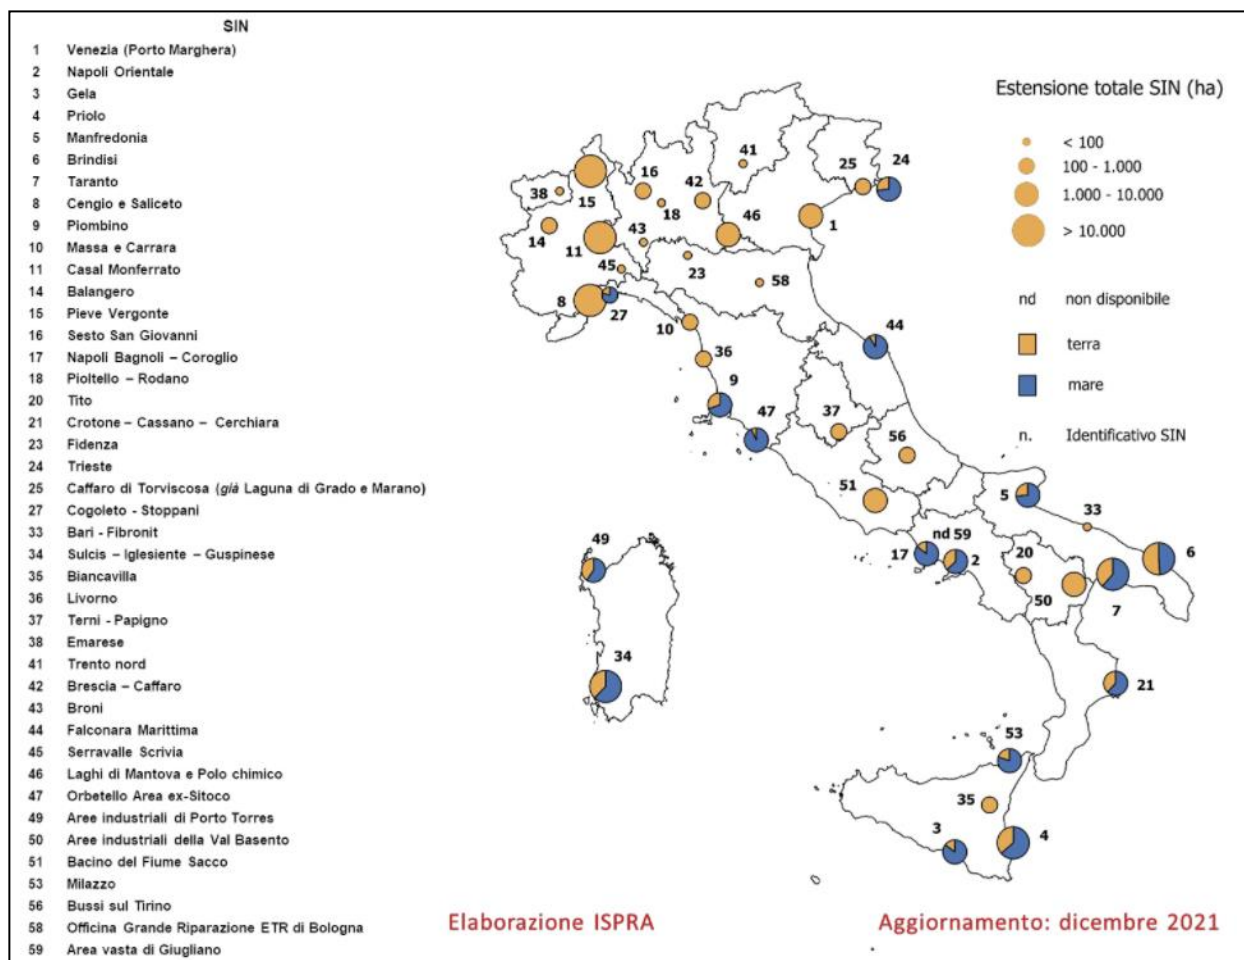 SIN
1 Venezia (Porto Marghera)
2 Napoli Orientale
3 Gela
4 Priolo
5 Manfredonia
6 Brindisi
7 Taranto
8 Cengio e Saliceto
9 Piombino
10 Massa e Carrara
11 Casal Monferrato
14 Balangero
15 Pieve Vergonte
16 Sesto San Giovanni
17 Napoli Bagnoli – Coroglio
18 Pioltello – Rodano
20 Tito
21 Crotone – Cassano – Cerchiara
23 Fidenza
24 Trieste
25 Caffaro di Torviscosa (già Laguna di Grado e Marano)
27 Cogoleto - Stoppani
33 Bari - Fibronit
34 Sulcis – Iglesiente – Guspinese
35 Biancavilla
36 Livorno
37 Terni - Papigno
38 Emarese
41 Trento nord
42 Brescia – Caffaro
43 Broni
44 Falconara Marittima
45 Serravalle Scrivia
46 Laghi di Mantova e Polo chimico
47 Orbetello Area ex-Sitoco
49 Aree industriali di Porto Torres
50 Aree industriali della Val Basento
51 Bacino del Fiume Sacco
53 Milazzo
56 Bussi sul Tirino
58 Officina Grande Riparazione ETR di Bologna
59 Area vasta di Giugliano
Estensione totale SIN (ha)
< 100
100 - 1.000
1.000 - 10.000
> 10.000
nd non disponibile
terra
mare
n. Identificativo SIN
41
25
24
16
42
38
15
18
46
1
14
11
43
45
23
58
8
27
10
44
36
9
47
37
56
51
5
33
nd 59
17
2
20
50
6
7
49
34
21
53
35
3
4
Elaborazione ISPRA
Aggiornamento: dicembre 2021